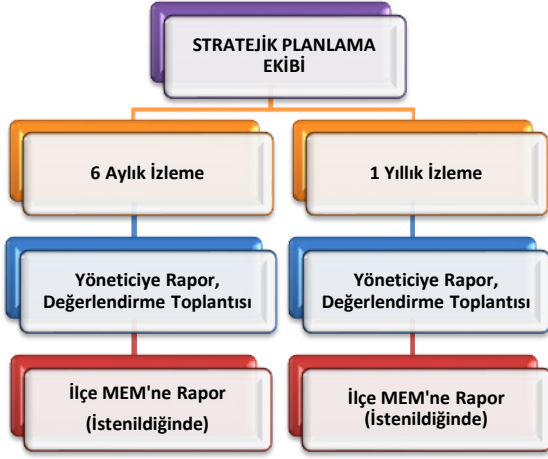 STRATEJİK PLANLAMA
EKİBİ
6 Aylık İzleme
1 Yıllık İzleme
Yöneticiye Rapor,
Değerlendirme Toplantısı
Yöneticiye Rapor,
Değerlendirme Toplantısı
İlçe MEM'ne Rapor
(İstenildiğinde)
İlçe MEM'ne Rapor
(İstenildiğinde)